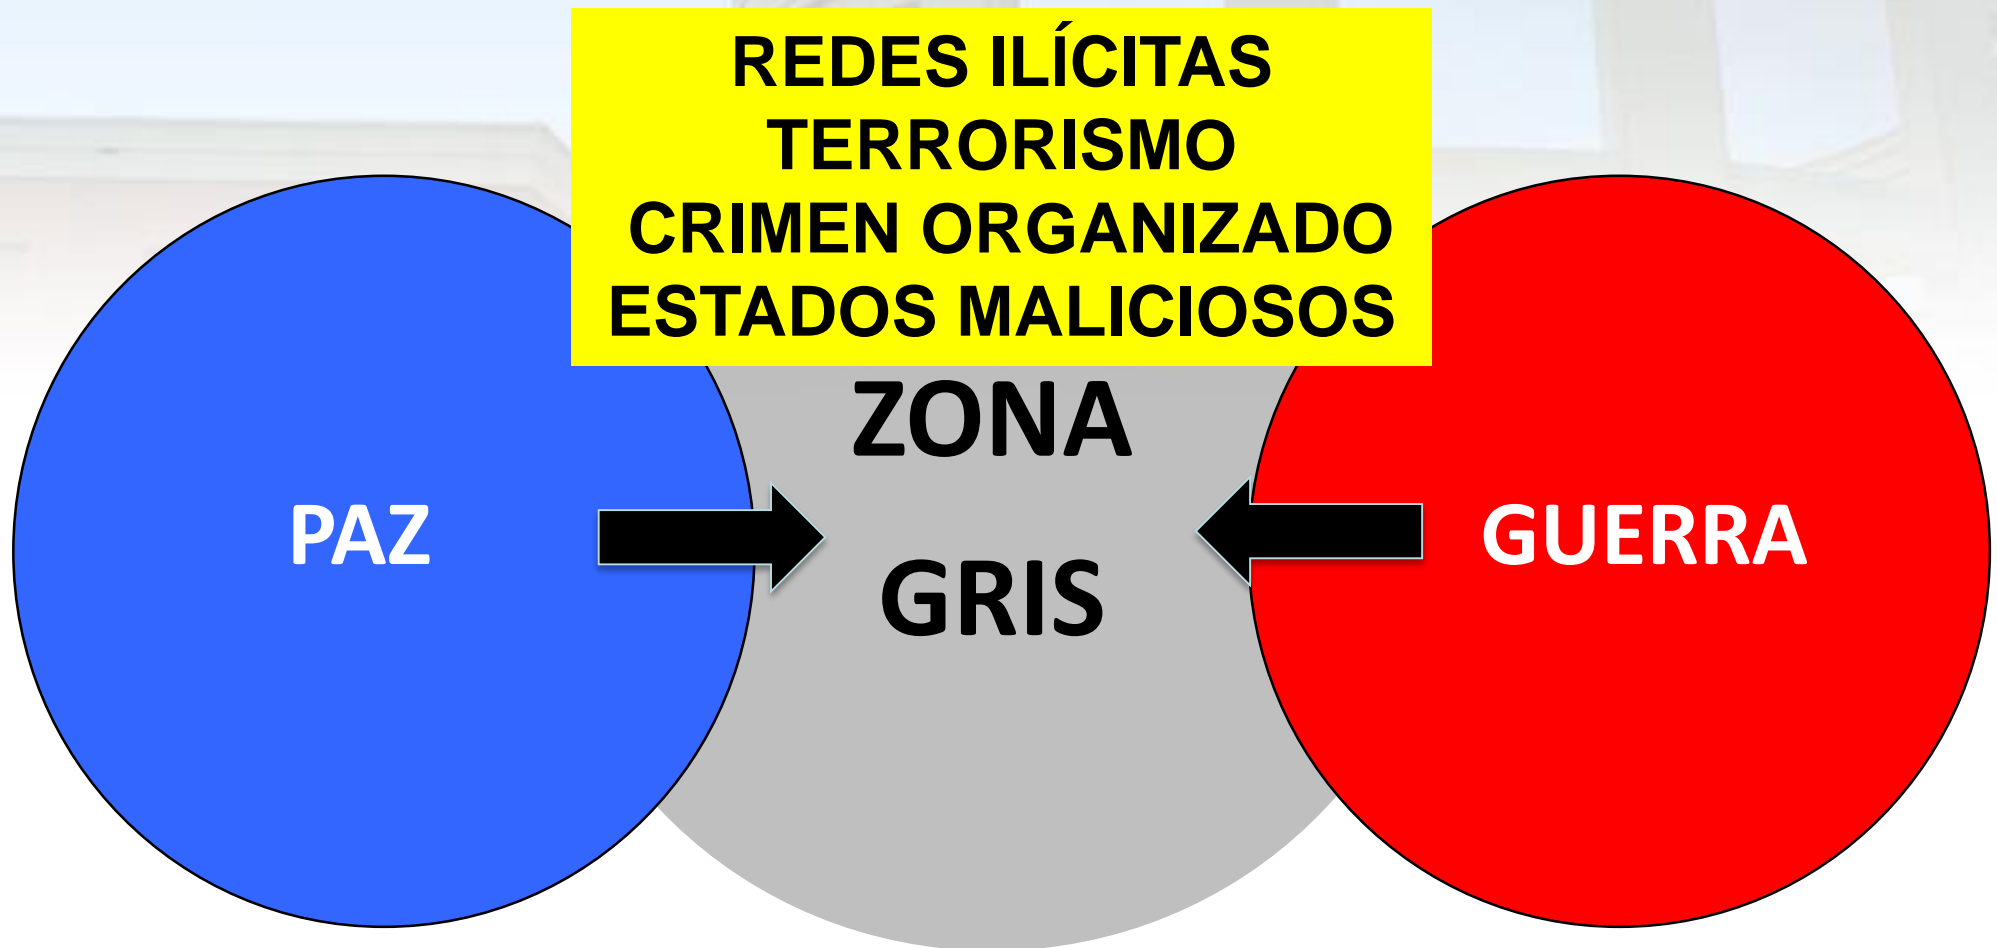 REDES ILÍCITAS
TERRORISMO
CRIMEN ORGANIZADO
ESTADOS MALICIOSOS
ZONA
GRIS
PAZ
GUERRA